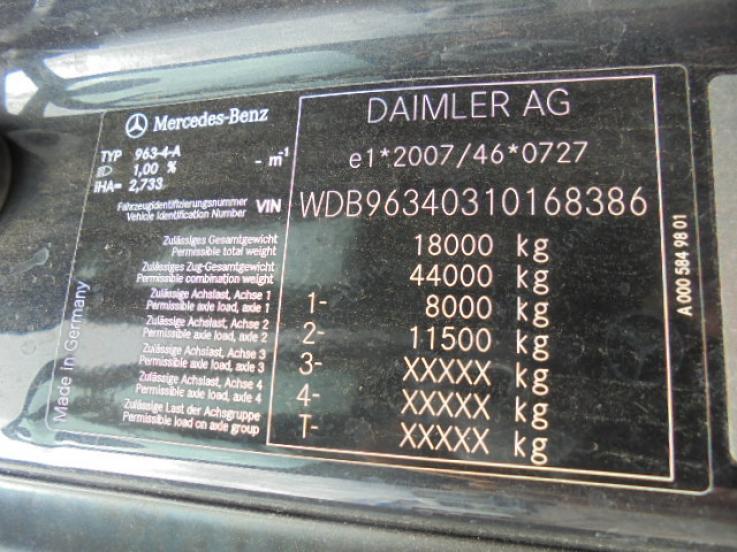 Mercedes-Benz
TYP 963-4-A
1,00 % - m⁻¹
IHA= 2,733
Fahrzeugidentifizierungsnummer
Vehicle Identification Number VIN
DAIMLER AG
e1*2007/46*0727
WDB96340310168386
Zulässiges Gesamtgewicht
Permissible total weight
18000 kg
Zulässiges Zug-Gesamtgewicht
Permissible combination weight
44000 kg
Zulässige Achslast, Achse 1
Permissible axle load, axle 1
1- 8000 kg
Zulässige Achslast, Achse 2
Permissible axle load, axle 2
2- 11500 kg
Zulässige Achslast, Achse 3
Permissible axle load, axle 3
3- XXXXX kg
Zulässige Achslast, Achse 4
Permissible axle load, axle 4
4- XXXXX kg
Zulässige Last der Achsgruppe
Permissible load on axle group
T- XXXXX kg
Made in Germany
A 000 584 98 01